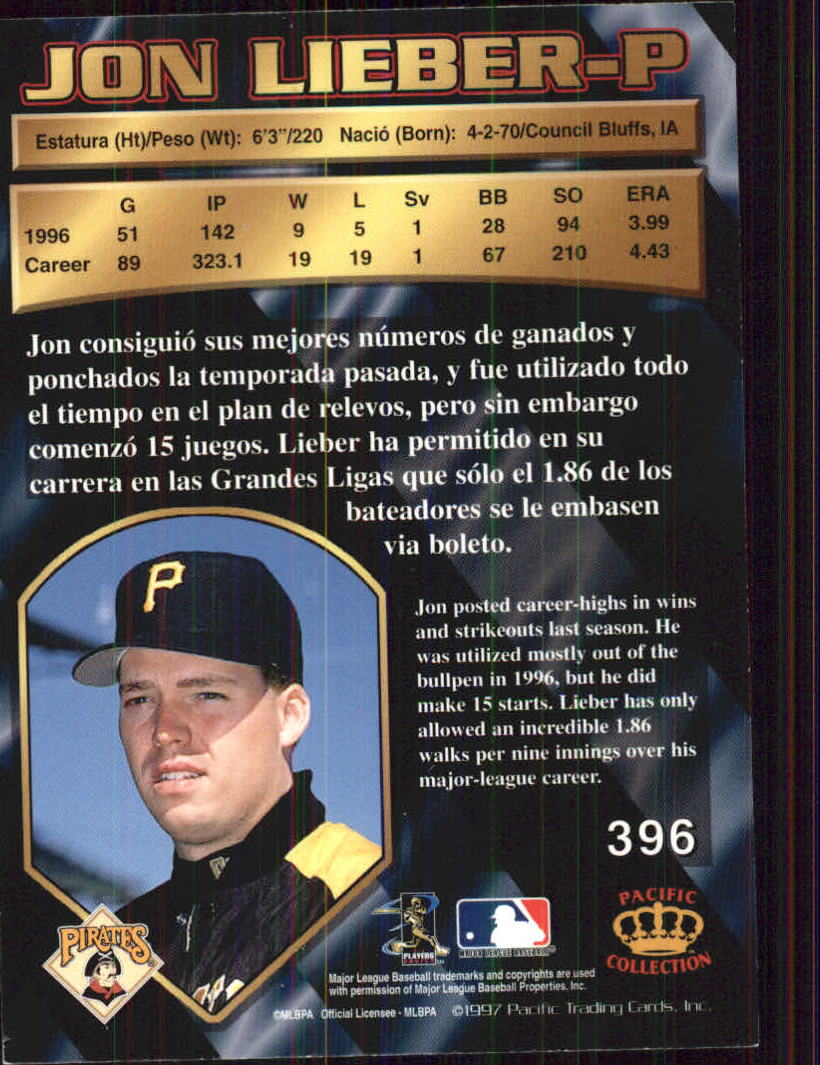 JON LIEBER-P
Estatura (Ht)/Peso (Wt): 6'3"/220 Nació (Born): 4-2-70/Council Bluffs, IA
G IP W L Sv BB SO ERA
1996 51 142 9 5 1 28 94 3.99
Career 89 323.1 19 19 1 67 210 4.43
Jon consiguió sus mejores números de ganados y
ponchados la temporada pasada, y fue utilizado todo
el tiempo en el plan de relevos, pero sin embargo
comenzó 15 juegos. Lieber ha permitido en su
carrera en las Grandes Ligas que sólo el 1.86 de los
bateadores se le embasen
via boleto.
P
Jon posted career-highs in wins
and strikeouts last season. He
was utilized mostly out of the
bullpen in 1996, but he did
make 15 starts. Lieber has only
allowed an incredible 1.86
walks per nine innings over his
major-league career.
396
PIRATES
PLAYERS
CHOICE
MAJOR LEAGUE BASEBALL
PACIFIC
COLLECTION
Major League Baseball trademarks and copyrights are used
with permission of Major League Baseball Properties, Inc.
©MLBPA Official Licensee - MLBPA ©1997 Pacific Trading Cards, Inc.